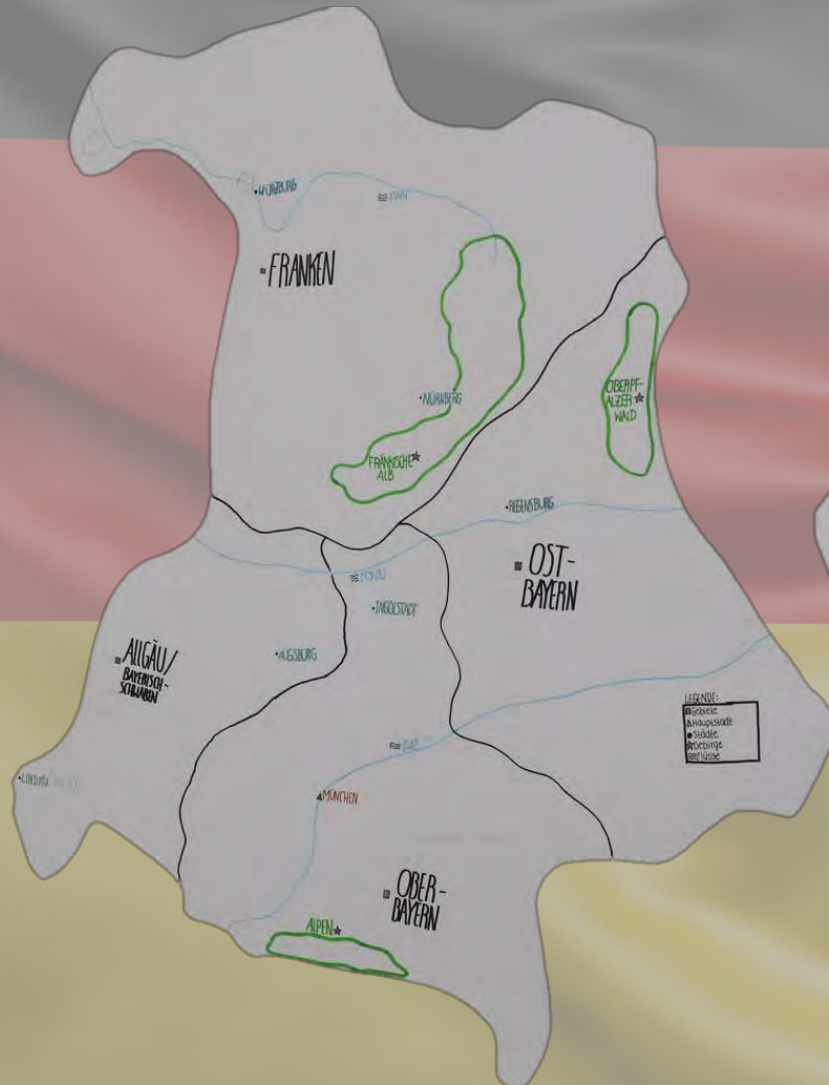 WÜRZBURG
MAIN
FRANKEN
NÜRNBERG
OBERPF-
ALZER
WALD
FRÄNKISCHE
ALB
REGENSBURG
OST-
BAYERN
DONAU
INGOLSTADT
ALLGÄU/
BAYERISCH-
SCHWABEN
AUGSBURG
LEGENDE:
Gebiete
Hauptstadt
Städte
Gebirge
Flüsse
ISAR
LINDAU
MÜNCHEN
OBER-
BAYERN
ALPEN